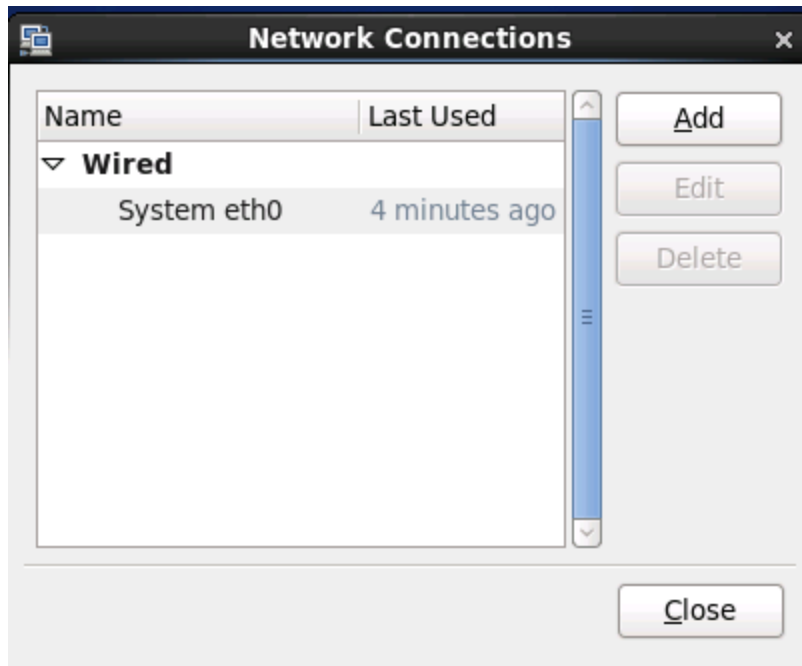 Network Connections
Name Last Used
Wired
System eth0 4 minutes ago
Add
Edit
Delete
Close